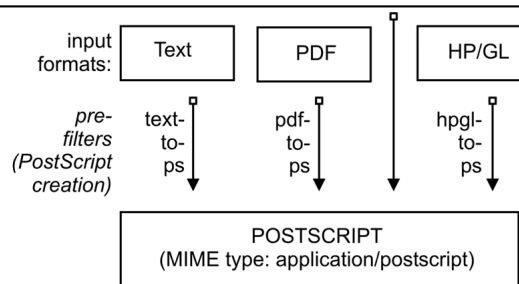 input
formats:
Text
PDF
HP/GL
pre-
filters
(PostScript
creation)
text-
to-
ps
pdf-
to-
ps
hpgl-
to-
ps
POSTSCRIPT
(MIME type: application/postscript)